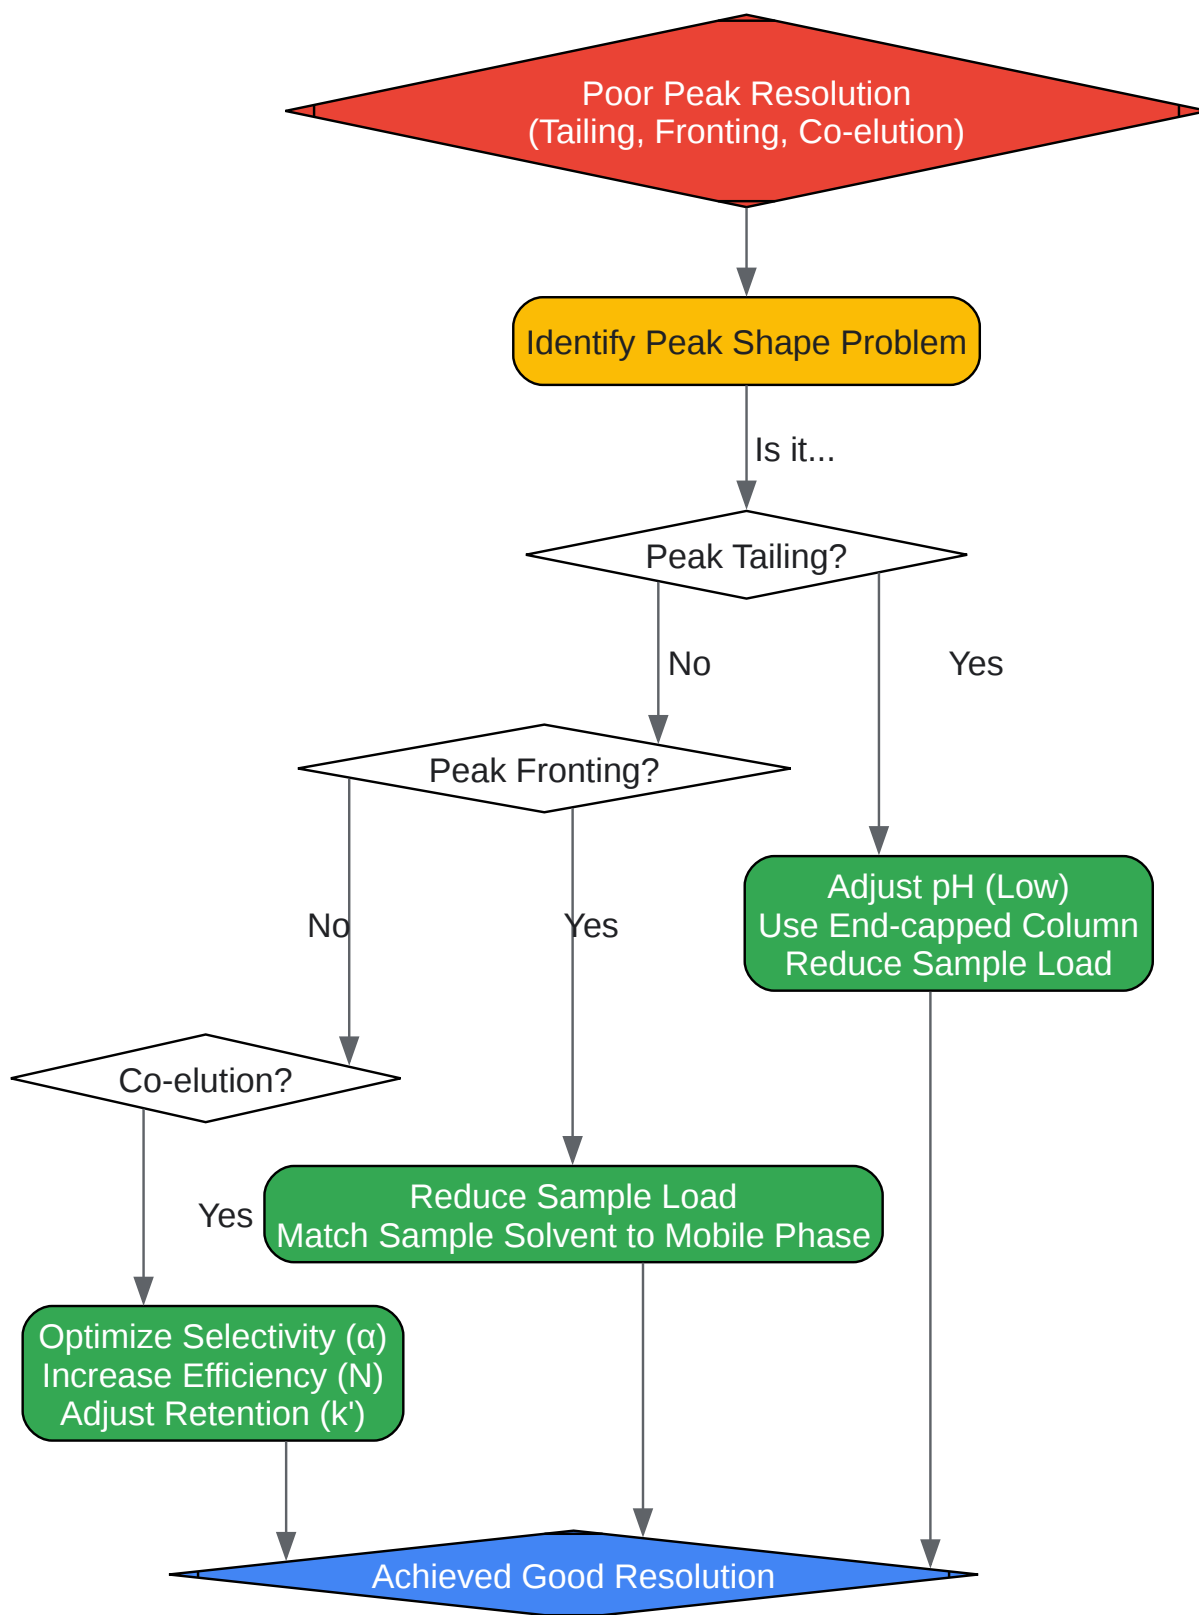 Poor Peak Resolution
(Tailing, Fronting, Co-elution)
Identify Peak Shape Problem
Is it...
Peak Tailing?
No
Yes
Peak Fronting?
Adjust pH (Low)
Use End-capped Column
Reduce Sample Load
No
Yes
Co-elution?
Reduce Sample Load
Match Sample Solvent to Mobile Phase
Yes
Optimize Selectivity (α)
Increase Efficiency (N)
Adjust Retention (k')
Achieved Good Resolution